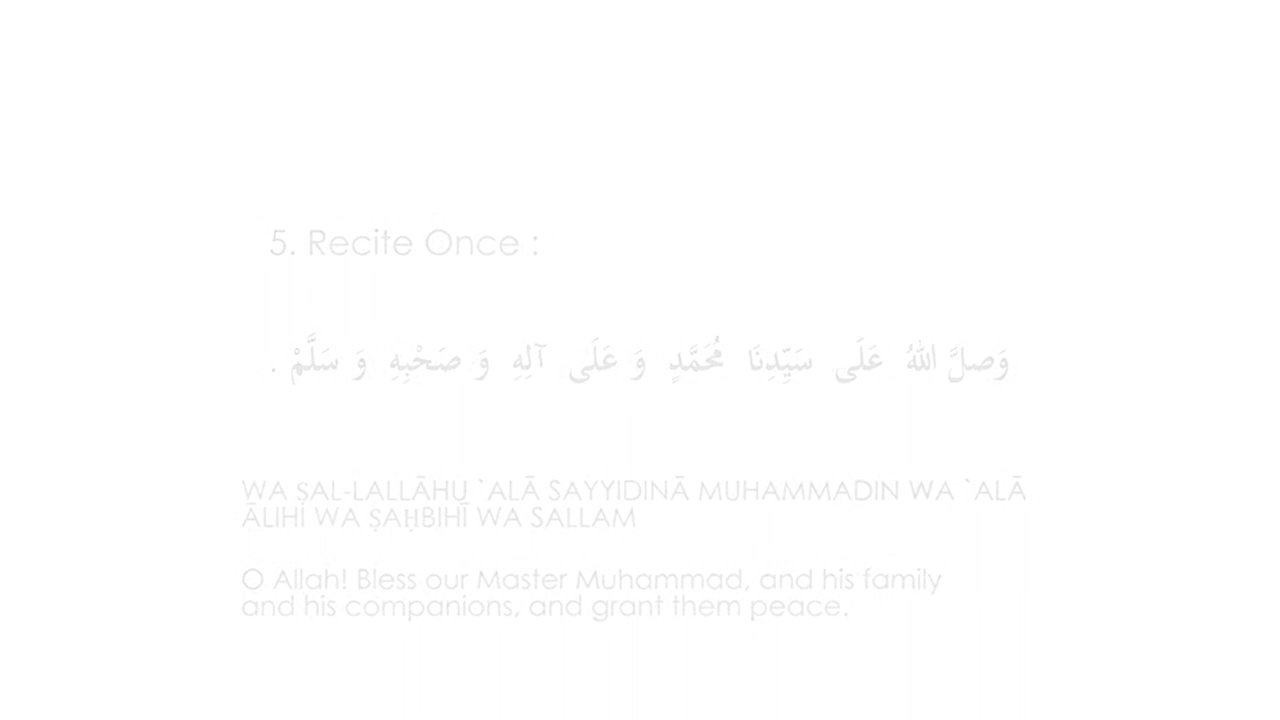 5. Recite Once :
وَصلَّ اللهُ عَلَى سَيِّدِنَا مُحَمَّدٍ وَ عَلَى آلِهِ وَ صَحْبِهِ وَ سَلَّمْ .
WA ṢAL-LALLĀHU `ALĀ SAYYIDINĀ MUHAMMADIN WA `ALĀ
ĀLIHI WA ṢAḤBIHĪ WA SALLAM
O Allah! Bless our Master Muhammad, and his family
and his companions, and grant them peace.